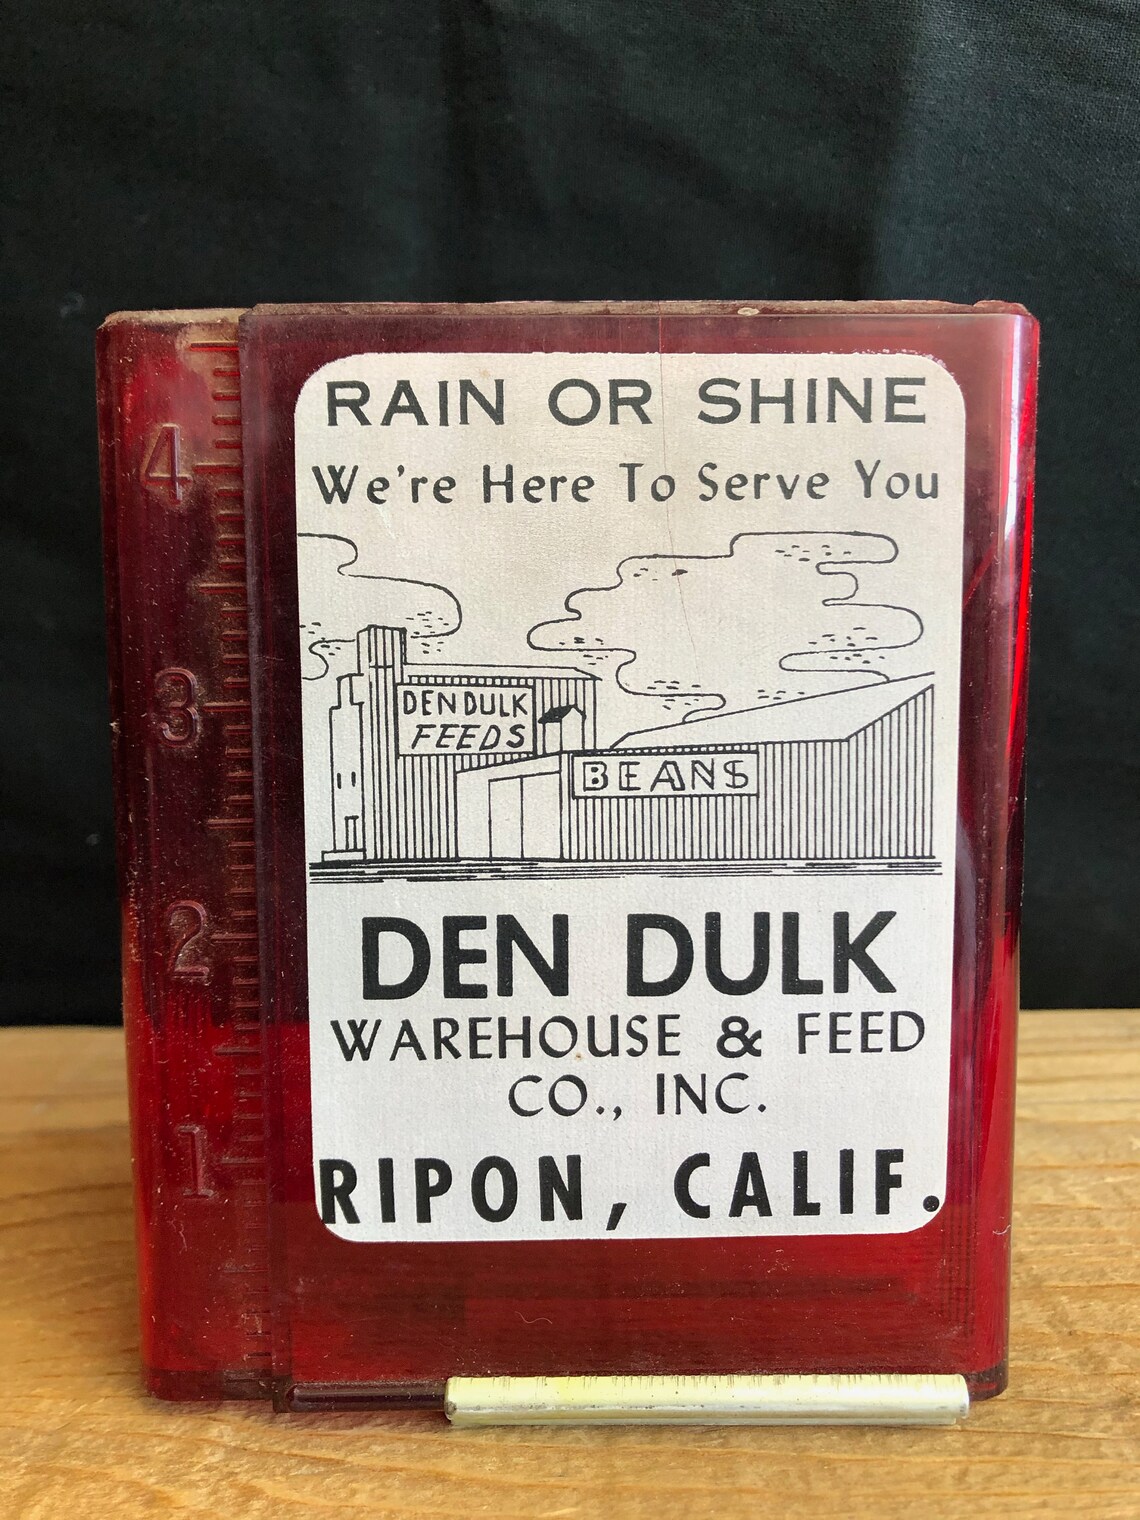 RAIN OR SHINE
We're Here To Serve You
DEN DULK
FEEDS
BEANS
DEN DULK
WAREHOUSE & FEED
CO., INC.
RIPON, CALIF.
4
3
2
1